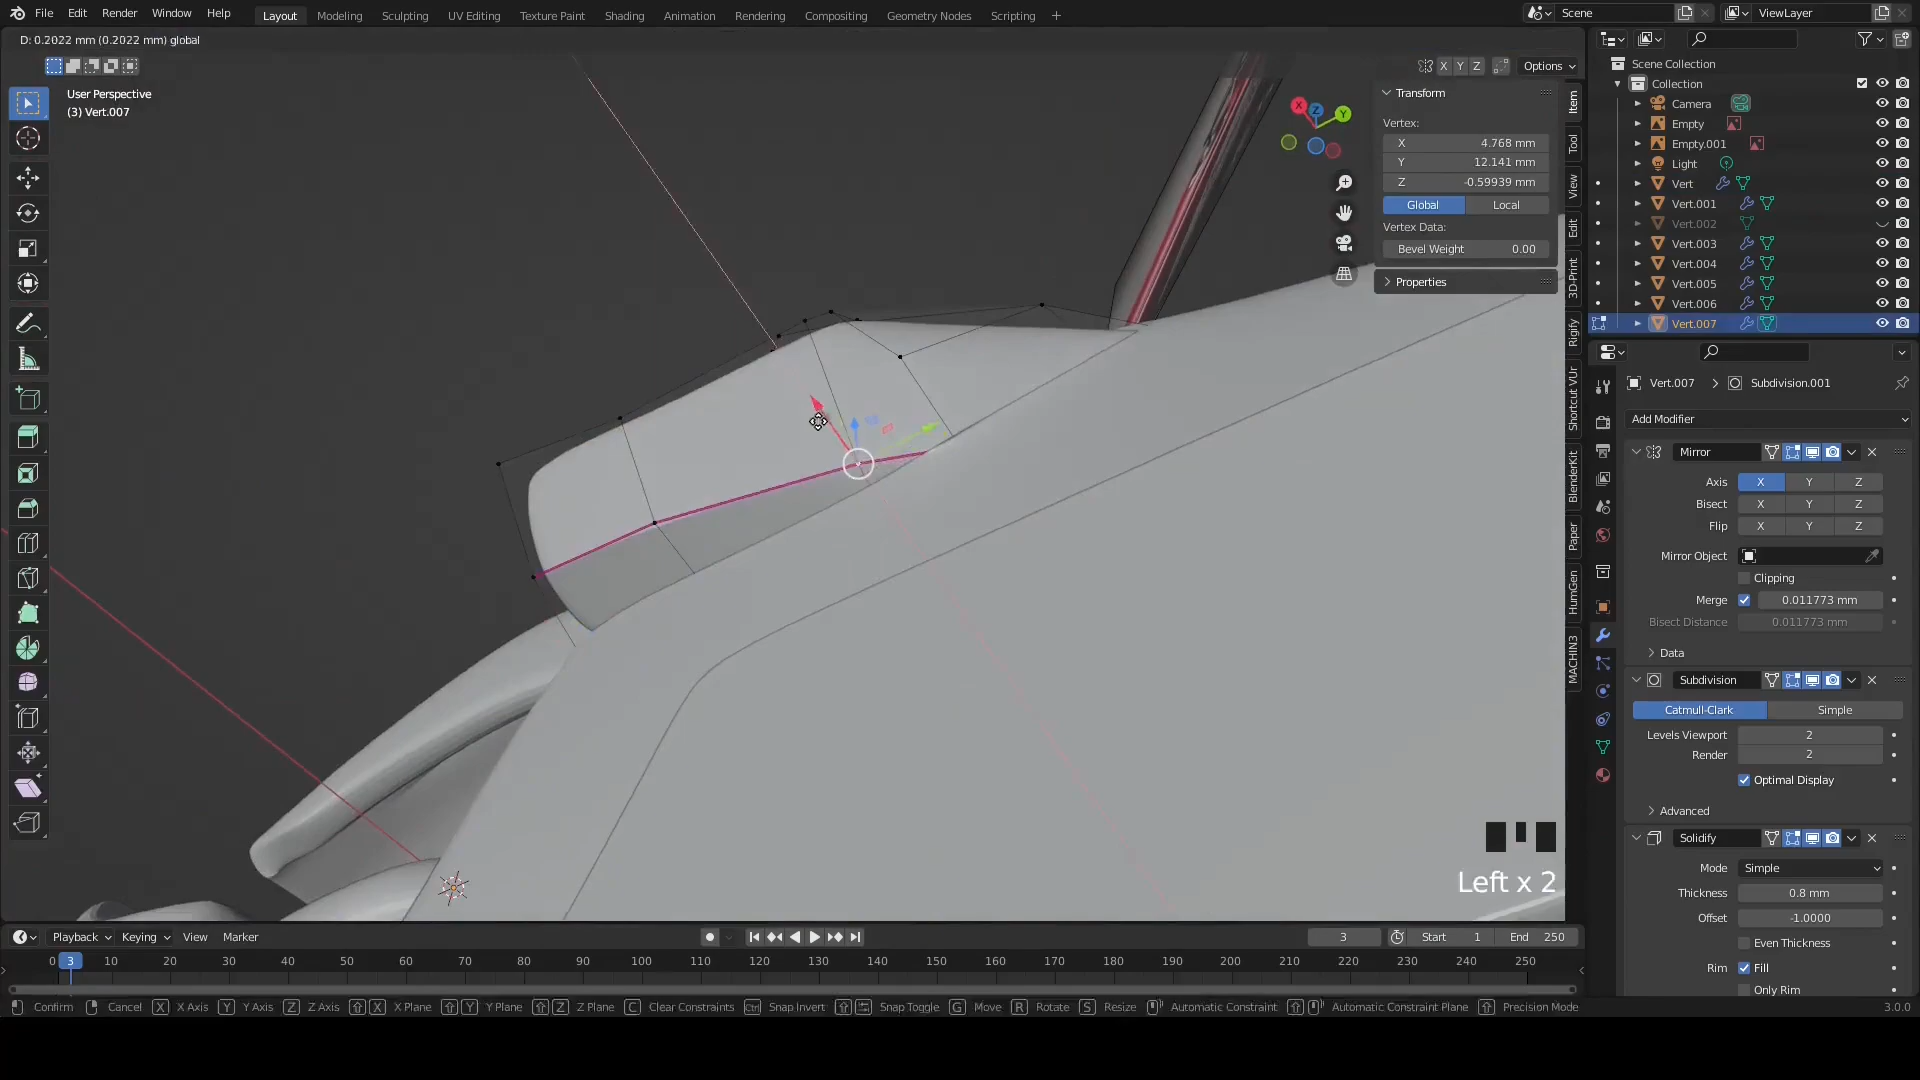 File Edit Render Window Help Layout Modeling Sculpting UV Editing Texture Paint Shading Animation Rendering Compositing Geometry Nodes Scripting + Scene ViewLayer
D: 0.2022 mm (0.2022 mm) global
X Y Z Options
User Perspective
(3) Vert.007
Transform
Vertex:
X 4.768 mm
Y 12.141 mm
Z -0.59939 mm
Global Local
Vertex Data:
Bevel Weight 0.00
Properties
X Z Y
Item
Tool
View
Edit
3D-Print
Rigify
Shortcut VUr
BlenderKit
Paper
HumGen
MACHIN3
Scene Collection
Collection
Camera
Empty
Empty.001
Light
Vert
Vert.001
Vert.002
Vert.003
Vert.004
Vert.005
Vert.006
Vert.007
Vert.007 > Subdivision.001
Add Modifier
Mirror
Axis X Y Z
Bisect X Y Z
Flip X Y Z
Mirror Object
Clipping
Merge 0.011773 mm
Bisect Distance 0.011773 mm
Data
Subdivision
Catmull-Clark Simple
Levels Viewport 2
Render 2
Optimal Display
Advanced
Solidify
Mode Simple
Thickness 0.8 mm
Offset -1.0000
Even Thickness
Rim Fill
Only Rim
Left x 2
Playback Keying View Marker 3 Start 1 End 250
0 3 10 20 30 40 50 60 70 80 90 100 110 120 130 140 150 160 170 180 190 200 210 220 230 240 250
Confirm Cancel X X Axis Y Y Axis Z Z Axis X X Plane Y Y Plane Z Z Plane C Clear Constraints Ctrl Snap Invert Snap Toggle G Move R Rotate S Resize Automatic Constraint Automatic Constraint Plane Precision Mode 3.0.0